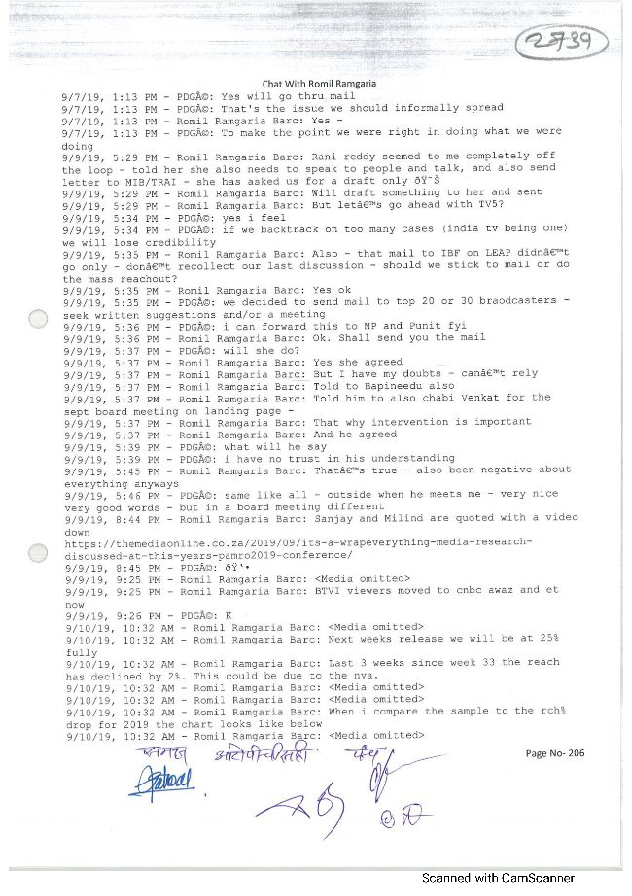 2739
Chat With Romil Ramgaria
9/7/19, 1:13 PM - PDGÃ©: Yes will go thru mail
9/7/19, 1:13 PM - PDGÃ©: That's the issue we should informally spread
9/7/19, 1:13 PM - Romil Ramgaria Barc: Yes -
9/7/19, 1:13 PM - PDGÃ©: To make the point we were right in doing what we were
doing
9/9/19, 5:29 PM - Romil Ramgaria Barc: Rani reddy seemed to me completely off
the loop - told her she also needs to speak to people and talk, and also send
letter to MIB/TRAI - she has asked us for a draft only ðŸ˜Š
9/9/19, 5:29 PM - Romil Ramgaria Barc: Will draft something to her and sent
9/9/19, 5:29 PM - Romil Ramgaria Barc: But letâ€™s go ahead with TV5?
9/9/19, 5:34 PM - PDGÃ©: yes i feel
9/9/19, 5:34 PM - PDGÃ©: if we backtrack on too many cases (india tv being one)
we will lose credibility
9/9/19, 5:35 PM - Romil Ramgaria Barc: Also - that mail to IBF on LEA? didnâ€™t
go only - donâ€™t recollect our last discussion - should we stick to mail or do
the mass reachout?
9/9/19, 5:35 PM - Romil Ramgaria Barc: Yes ok
9/9/19, 5:35 PM - PDGÃ©: we decided to send mail to top 20 or 30 braodcasters -
seek written suggestions and/or a meeting
9/9/19, 5:36 PM - PDGÃ©: i can forward this to NP and Punit fyi
9/9/19, 5:36 PM - Romil Ramgaria Barc: Ok. Shall send you the mail
9/9/19, 5:37 PM - PDGÃ©: will she do?
9/9/19, 5:37 PM - Romil Ramgaria Barc: Yes she agreed
9/9/19, 5:37 PM - Romil Ramgaria Barc: But I have my doubts - canâ€™t rely
9/9/19, 5:37 PM - Romil Ramgaria Barc: Told to Bapineedu also
9/9/19, 5:37 PM - Romil Ramgaria Barc: Told him to also chabi Venkat for the
sept board meeting on landing page -
9/9/19, 5:37 PM - Romil Ramgaria Barc: That why intervention is important
9/9/19, 5:37 PM - Romil Ramgaria Barc: And he agreed
9/9/19, 5:39 PM - PDGÃ©: what will he say
9/9/19, 5:39 PM - PDGÃ©: i have no trust in his understanding
9/9/19, 5:45 PM - Romil Ramgaria Barc: Thatâ€™s true - also been negative about
everything anyways
9/9/19, 5:46 PM - PDGÃ©: same like all - outside when he meets me - very nice
very good words - but in a board meeting different
9/9/19, 8:44 PM - Romil Ramgaria Barc: Sanjay and Milind are quoted with a video
down
https://themediaonline.co.za/2019/09/its-a-wrapeverything-media-research-
discussed-at-this-years-pamro2019-conference/
9/9/19, 8:45 PM - PDGÃ©:
9/9/19, 9:25 PM - Romil Ramgaria Barc: <Media omitted>
9/9/19, 9:25 PM - Romil Ramgaria Barc: BTVI viewers moved to cnbc awaz and et
now
9/9/19, 9:26 PM - PDGÃ©: K
9/10/19, 10:32 AM - Romil Ramgaria Barc: <Media omitted>
9/10/19, 10:32 AM - Romil Ramgaria Barc: Next weeks release we will be at 25%
fully
9/10/19, 10:32 AM - Romil Ramgaria Barc: Last 3 weeks since week 33 the reach
has declined by 2%. This could be due to the nva.
9/10/19, 10:32 AM - Romil Ramgaria Barc: <Media omitted>
9/10/19, 10:32 AM - Romil Ramgaria Barc: <Media omitted>
9/10/19, 10:32 AM - Romil Ramgaria Barc: When i compare the sample to the rch%
drop for 2019 the chart looks like below
9/10/19, 10:32 AM - Romil Ramgaria Barc: <Media omitted>
पंच
Page No- 206
Scanned with CamScanner